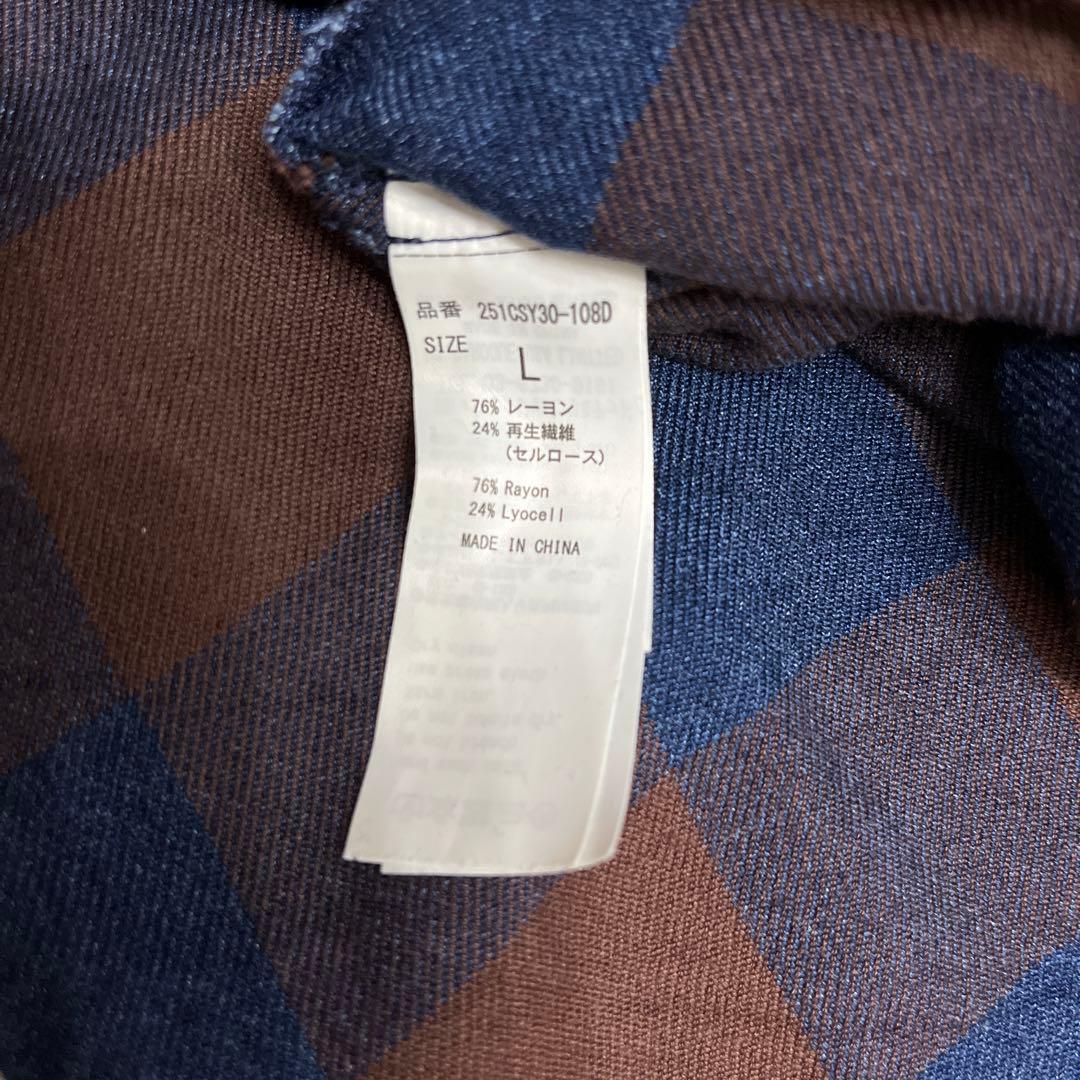 品番 251CSY30-108D
SIZE
L
76% レーヨン
24% 再生繊維
(セルロース)
76% Rayon
24% Lyocell
MADE IN CHINA